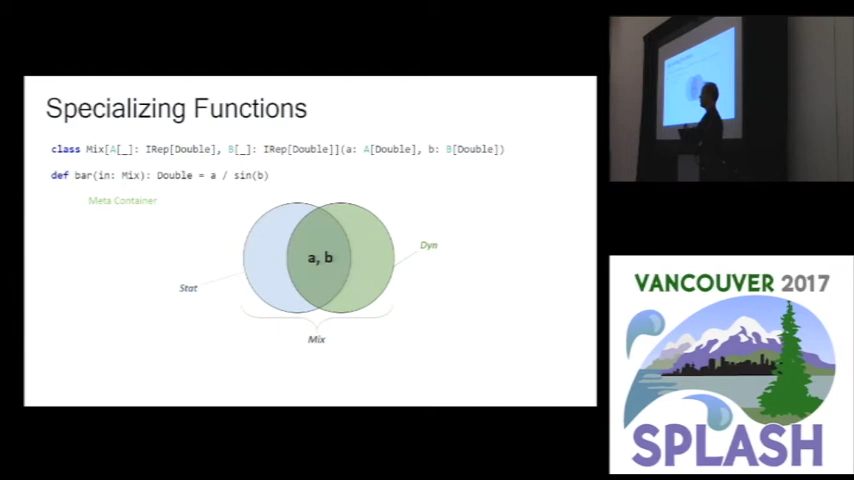 Specializing Functions
class Mix[A[_]: IRep[Double], B[_]: IRep[Double]](a: A[Double], b: B[Double])
def bar(in: Mix): Double = a / sin(b)
Meta Container
a, b
Dyn
Stat
Mix
VANCOUVER 2017
SPLASH